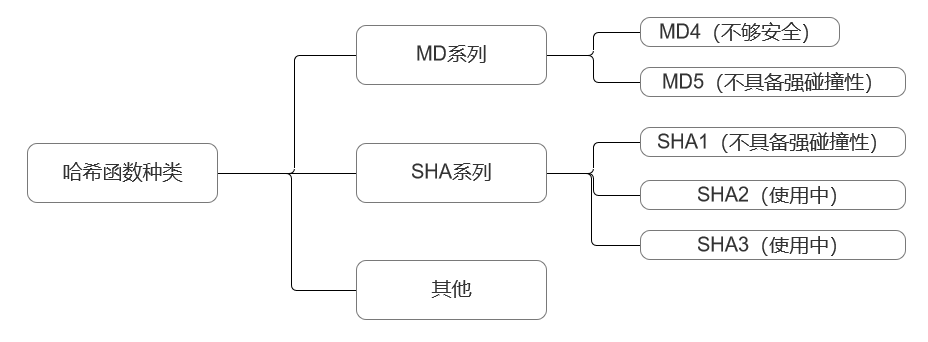 哈希函数种类
MD系列
MD4（不够安全）
MD5（不具备强碰撞性）
SHA系列
SHA1（不具备强碰撞性）
SHA2（使用中）
SHA3（使用中）
其他